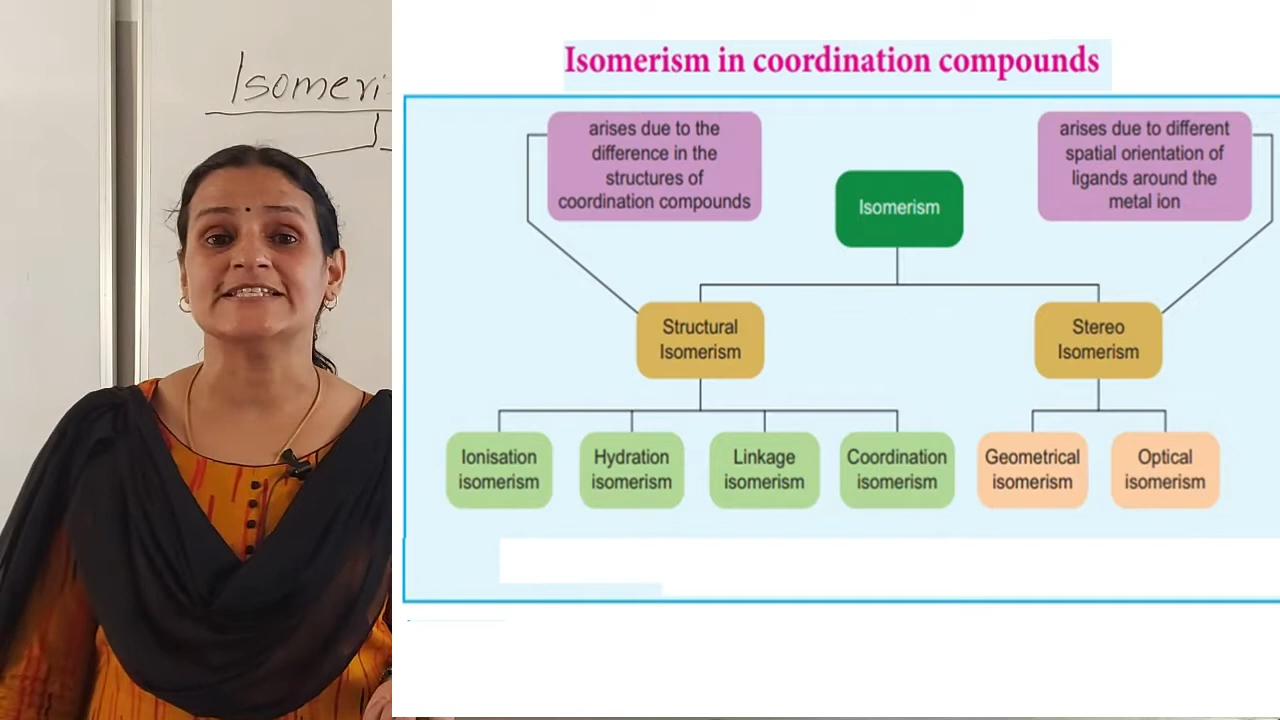 Isomeri
Isomerism in coordination compounds
arises due to the
difference in the
structures of
coordination compounds
Isomerism
arises due to different
spatial orientation of
ligands around the
metal ion
Structural
Isomerism
Stereo
Isomerism
Ionisation
isomerism
Hydration
isomerism
Linkage
isomerism
Coordination
isomerism
Geometrical
isomerism
Optical
isomerism